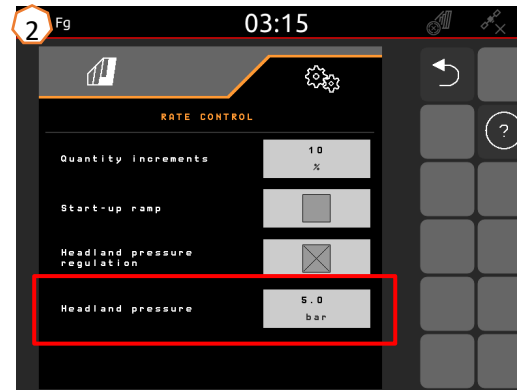 2
Fg
03:15
RATE CONTROL
Quantity increments
10
%
Start-up ramp
Headland pressure
regulation
Headland pressure
5.0
bar
?